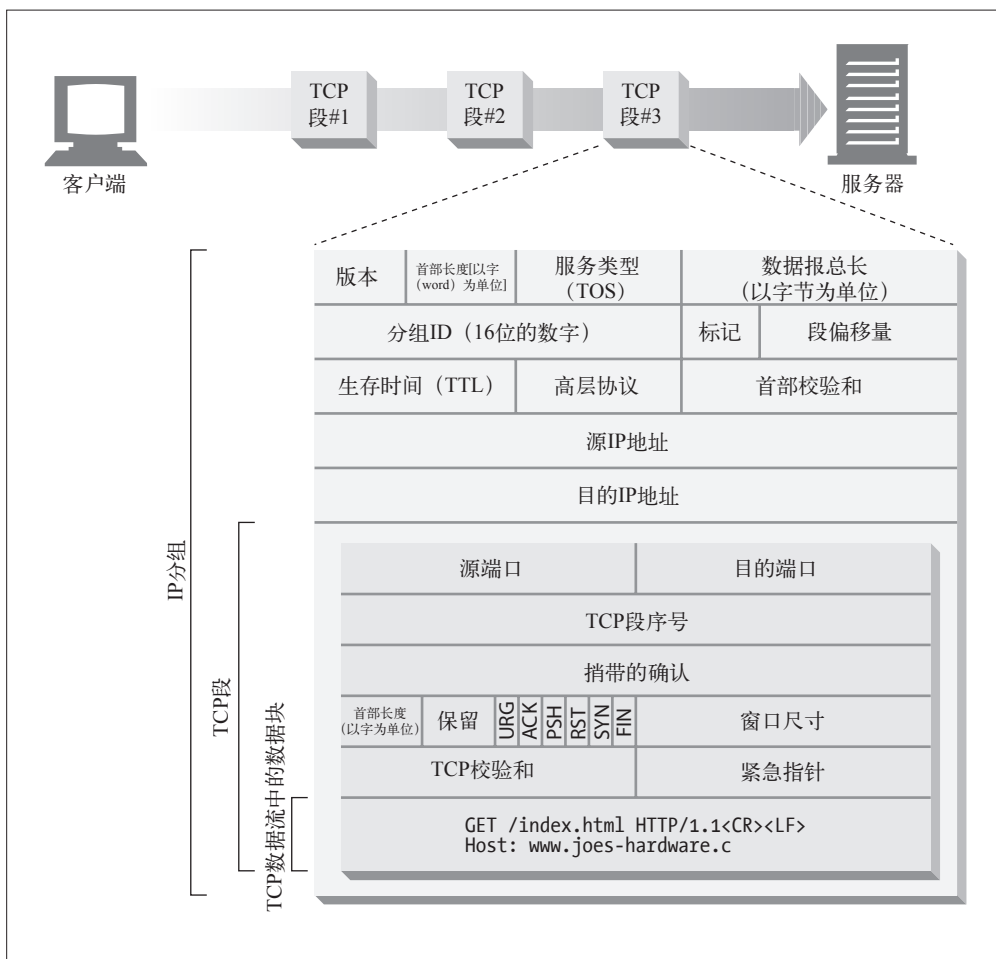 TCP
段#1
TCP
段#2
TCP
段#3
客户端
服务器
版本
首部长度[以字
（word）为单位]
服务类型
（TOS）
数据报总长
（以字节为单位）
分组ID（16位的数字）
标记
段偏移量
生存时间（TTL）
高层协议
首部校验和
源IP地址
目的IP地址
IP分组
TCP段
TCP数据流中的数据块
源端口
目的端口
TCP段序号
捎带的确认
首部长度
(以字为单位)
保留
URG
ACK
PSH
RST
SYN
FIN
窗口尺寸
TCP校验和
紧急指针
GET /index.html HTTP/1.1<CR><LF>
Host: www.joes-hardware.c